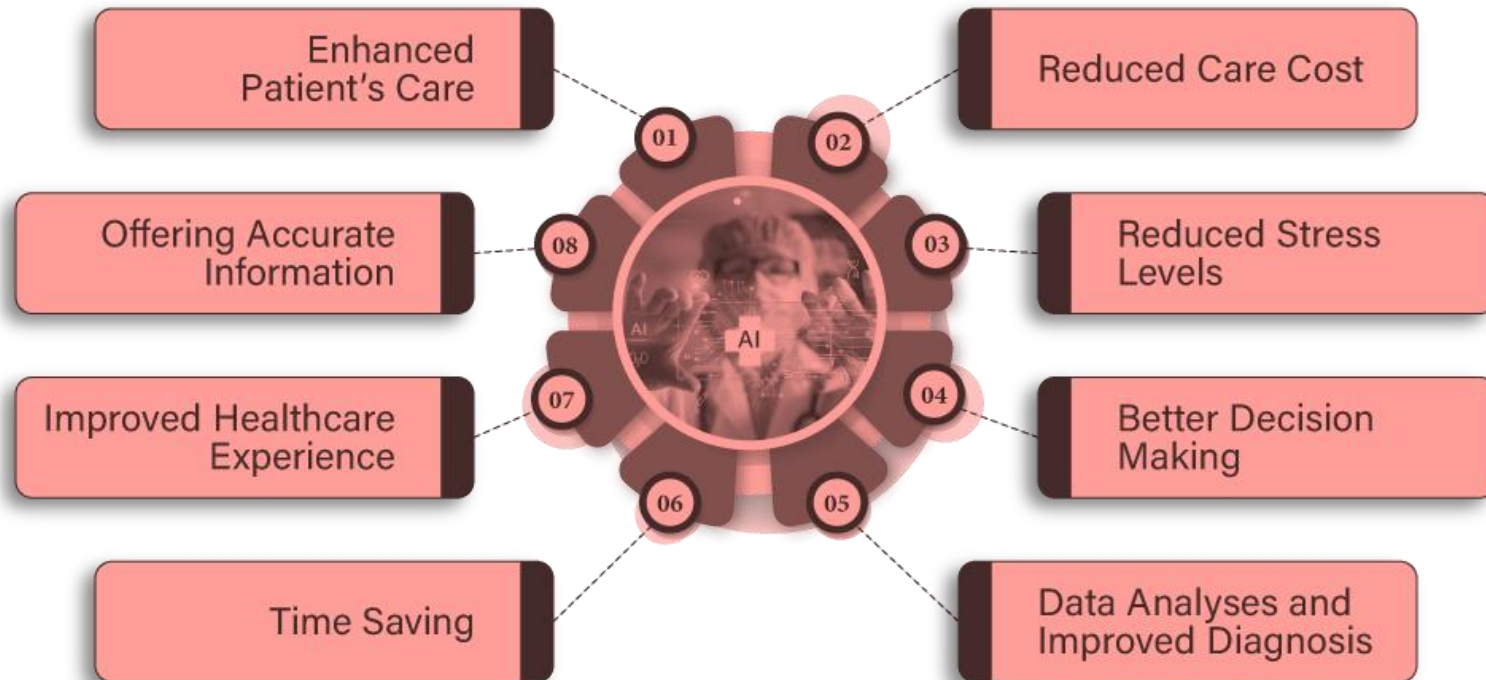 Enhanced
Patient's Care
01
02
Reduced Care Cost
Offering Accurate
Information
08
03
Reduced Stress
Levels
AI
AI
Improved Healthcare
Experience
07
04
Better Decision
Making
06
05
Time Saving
Data Analyses and
Improved Diagnosis